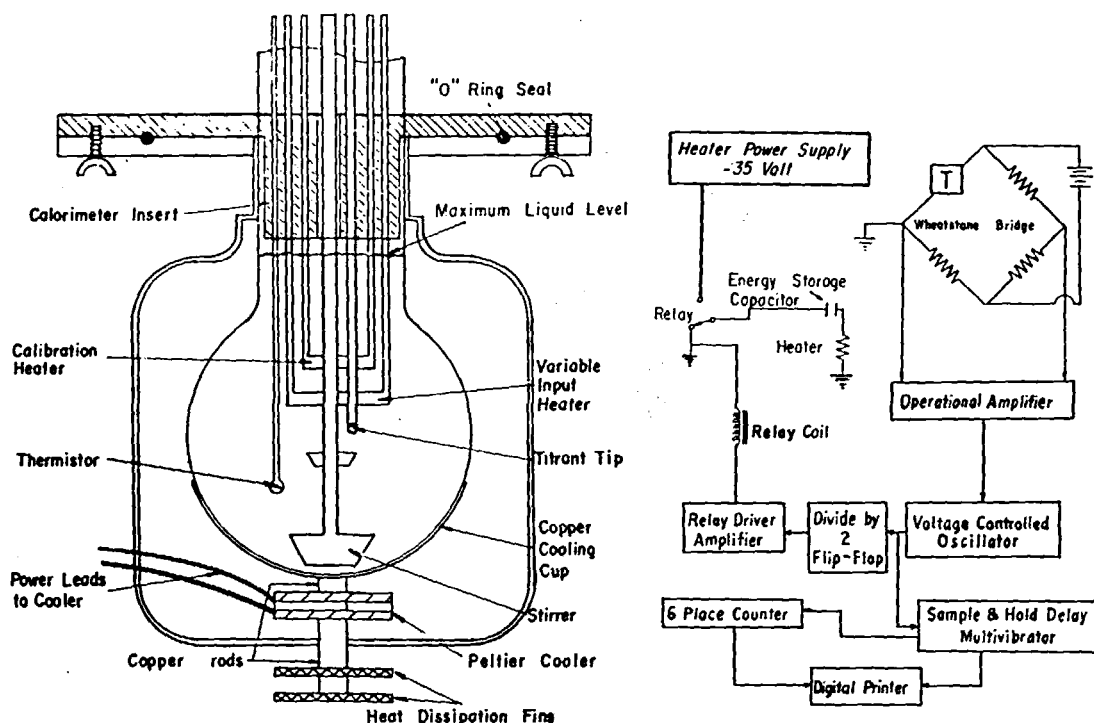 "O" Ring Seal
Calorimeter Insert
Maximum Liquid Level
Calibration
Heater
Variable
Input
Heater
Thermistor
Titrant Tip
Copper
Cooling
Cup
Power Leads
to Cooler
Stirrer
Copper rods
Peltier Cooler
Heat Dissipation Fins
Heater Power Supply
-35 Volt
T
Wheatstone Bridge
Energy Storage
Capacitor
Relay
Heater
Operational Amplifier
Relay Coil
Relay Driver
Amplifier
Divide by
2
Flip-Flop
Voltage Controlled
Oscillator
6 Place Counter
Sample & Hold Delay
Multivibrator
Digital Printer